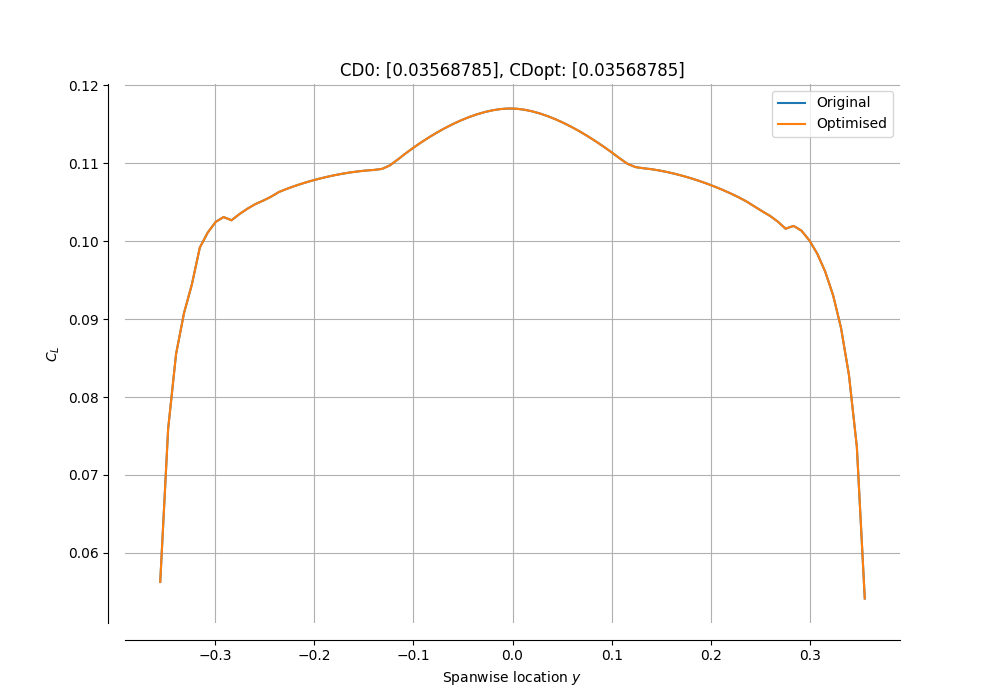 CD0: [0.03568785], CDopt: [0.03568785]
Original
Optimised
0.12
0.11
0.10
0.09
0.08
0.07
0.06
C_L
−0.3 −0.2 −0.1 0.0 0.1 0.2 0.3
Spanwise location y